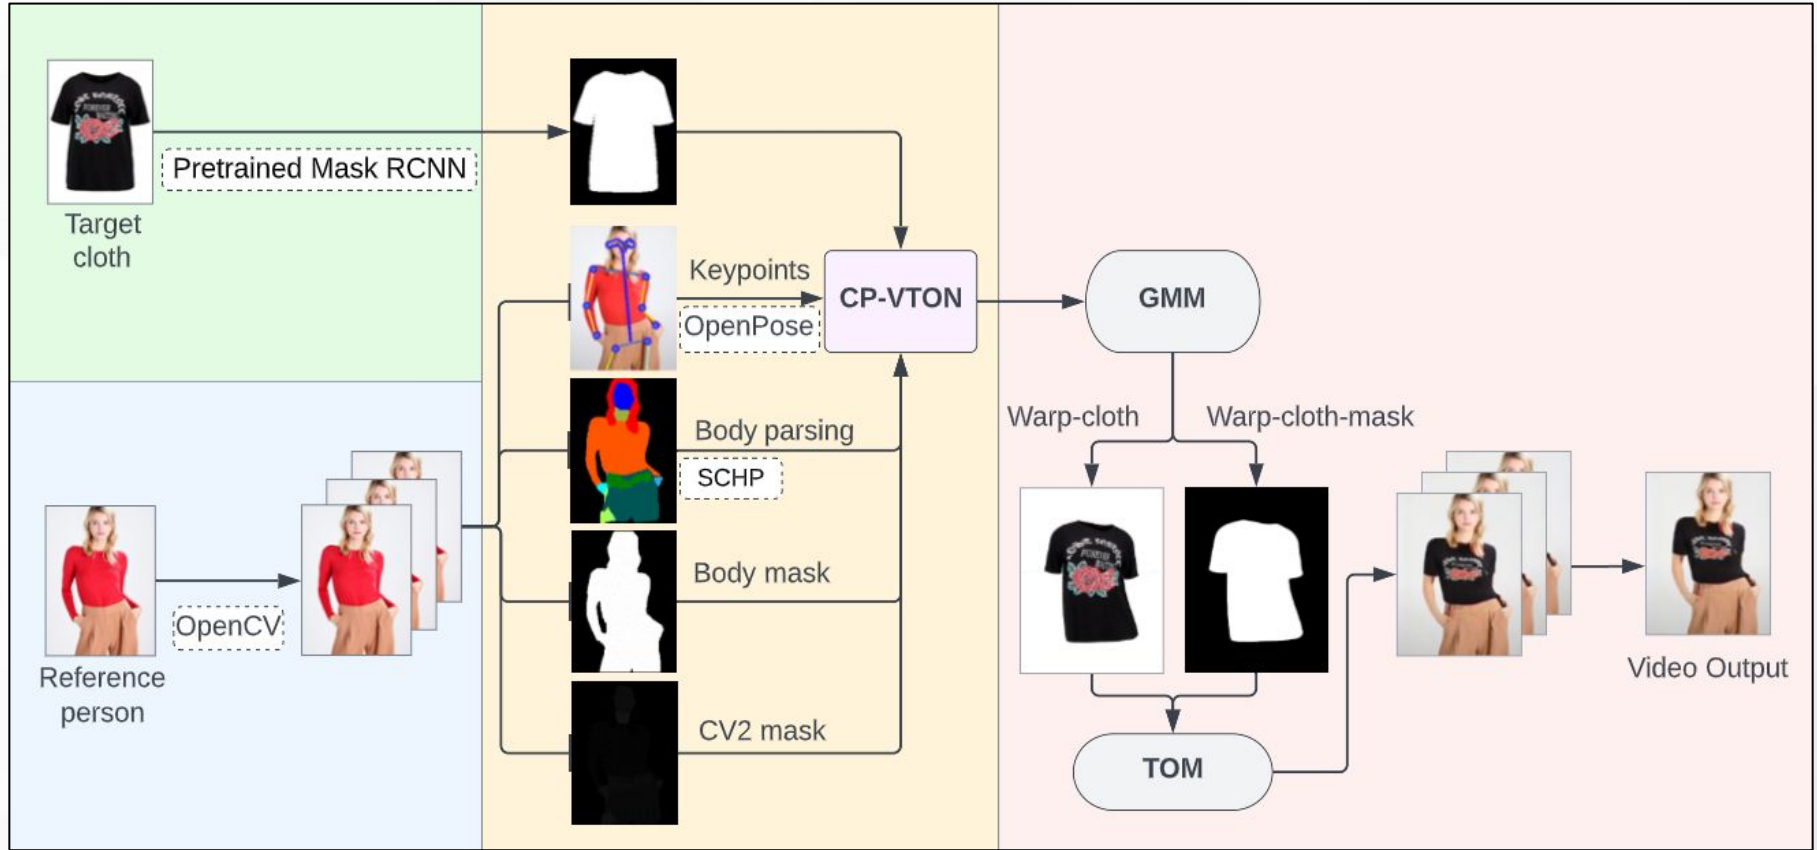 Pretrained Mask RCNN
Target
cloth
Keypoints
OpenPose
CP-VTON
GMM
Body parsing
SCHP
Warp-cloth
Warp-cloth-mask
OpenCV
Reference
person
Body mask
CV2 mask
TOM
Video Output